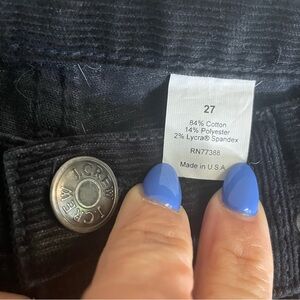 27
84% Cotton
14% Polyester
2% Lycra® Spandex
RN77388
Made in U.S.A
J.CREW J.CREW